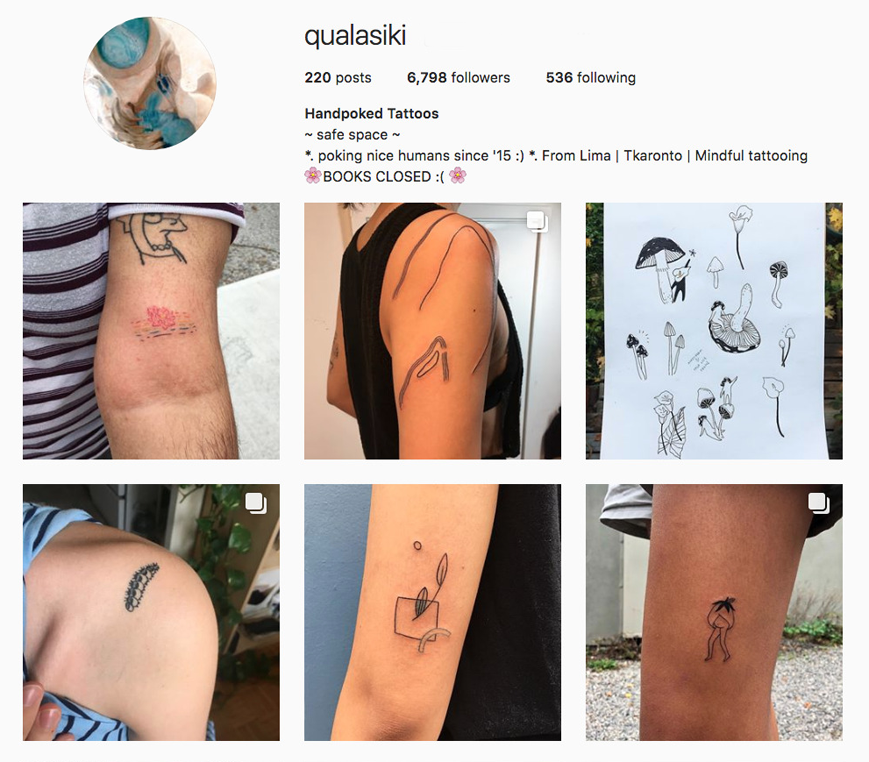 qualasiki
220 posts 6,798 followers 536 following
Handpoked Tattoos
~ safe space ~
*. poking nice humans since '15 :) *. From Lima | Tkaronto | Mindful tattooing
🌸BOOKS CLOSED :( 🌸